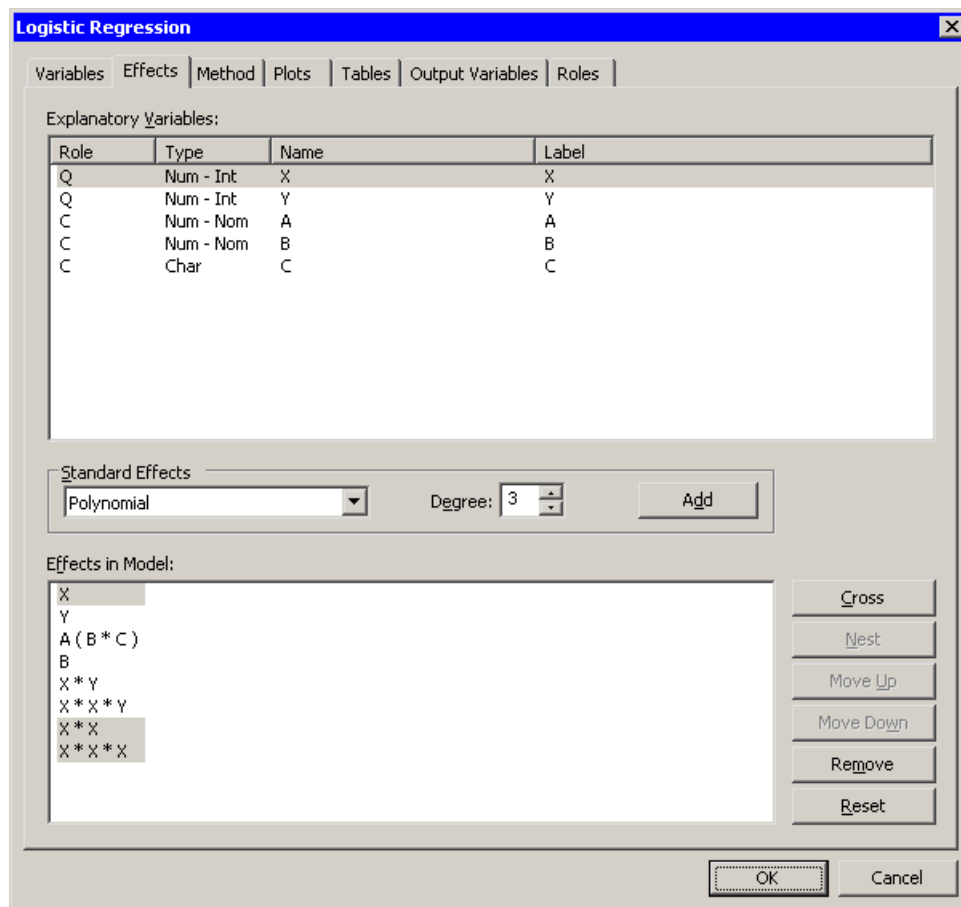 Logistic Regression
Variables Effects Method Plots Tables Output Variables Roles
Explanatory Variables:
Role Type Name Label
Q Num - Int X X
Q Num - Int Y Y
C Num - Nom A A
C Num - Nom B B
C Char C C
Standard Effects
Polynomial Degree: 3 Add
Effects in Model:
X
Y
A ( B * C )
B
X * Y
X * X * Y
X * X
X * X * X
Cross
Nest
Move Up
Move Down
Remove
Reset
OK Cancel